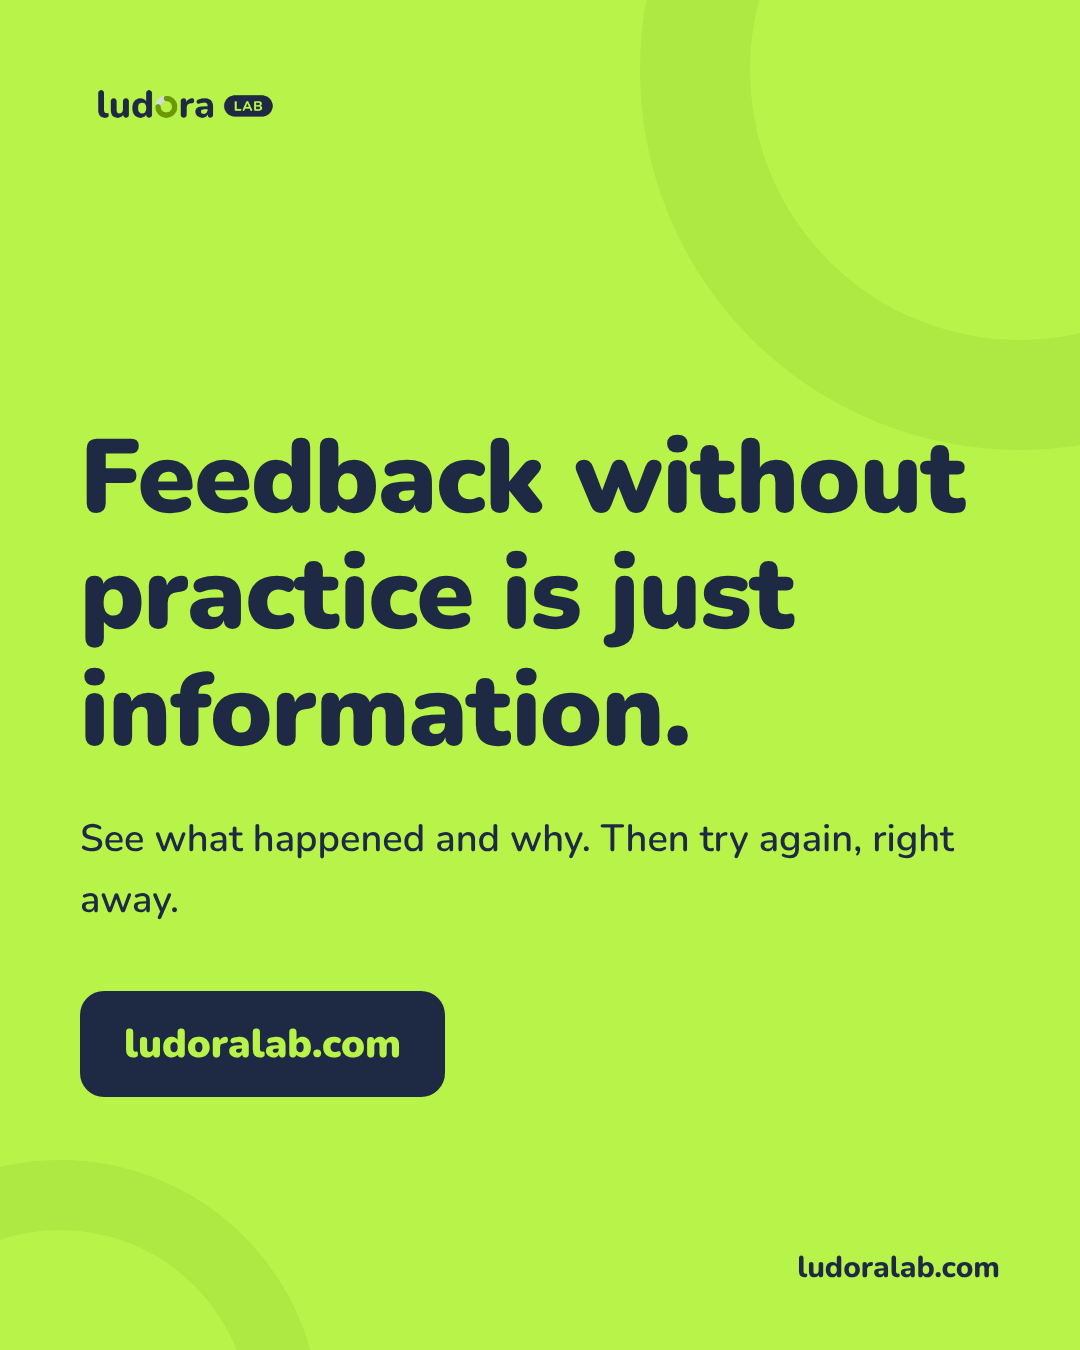 ludora LAB
Feedback without
practice is just
information.
See what happened and why. Then try again, right
away.
ludoralab.com
ludoralab.com